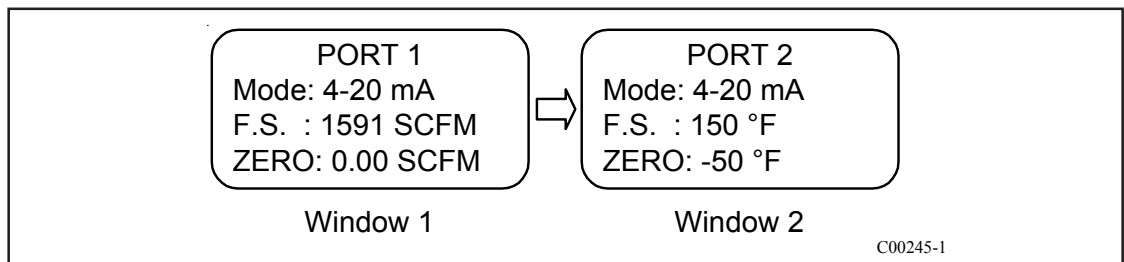 PORT 1
Mode: 4-20 mA
F.S. : 1591 SCFM
ZERO: 0.00 SCFM
Window 1
PORT 2
Mode: 4-20 mA
F.S. : 150 °F
ZERO: -50 °F
Window 2
C00245-1